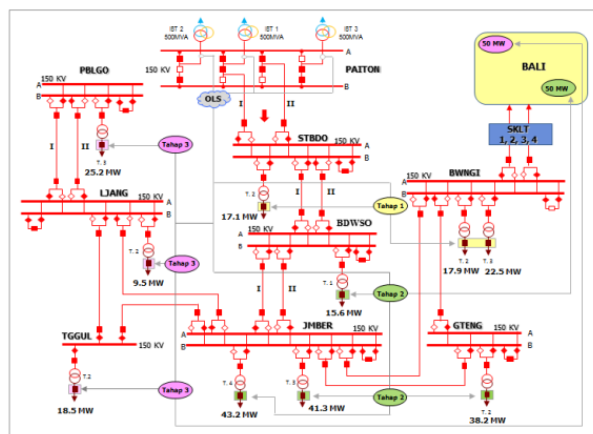 IBT 2
500MVA
IBT 1
500MVA
IBT 3
500MVA
PBLGO
150 KV
A
B
150 KV
A
PAITON
B
OLS
I
II
I
II
T. 3
25.2 MW
Tahap 3
STBDO
150 KV
A
B
50 MW
BALI
50 MW
SKLT
1, 2, 3, 4
BWNGI
150 KV
A
B
LJANG
150 KV
A
B
T. 2
17.1 MW
Tahap 1
I
II
T. 2
9.5 MW
Tahap 3
BDWSO
150 KV
A
B
T. 2
17.9 MW
T. 3
22.5 MW
T. 1
15.6 MW
Tahap 2
I
II
TGGUL
150 KV
JMBER
150 KV
A
B
GTENG
150 KV
A
B
T.2
18.5 MW
Tahap 3
T. 4
43.2 MW
T. 3
41.3 MW
Tahap 2
T. 2
38.2 MW